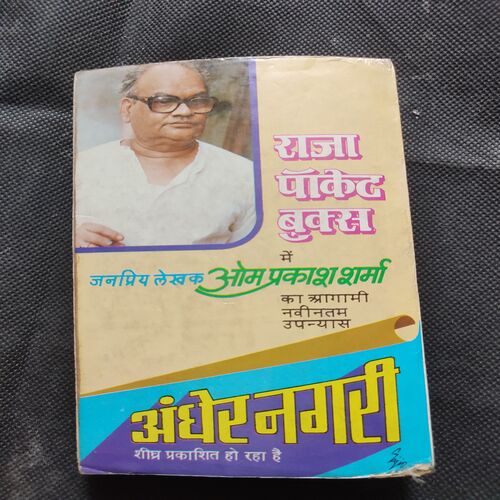 राजा
पॉकेट
बुक्स
में
जनप्रिय लेखक ओम प्रकाश शर्मा
का आगामी
नवीनतम
उपन्यास
अंधेर नगरी
शीघ्र प्रकाशित हो रहा है